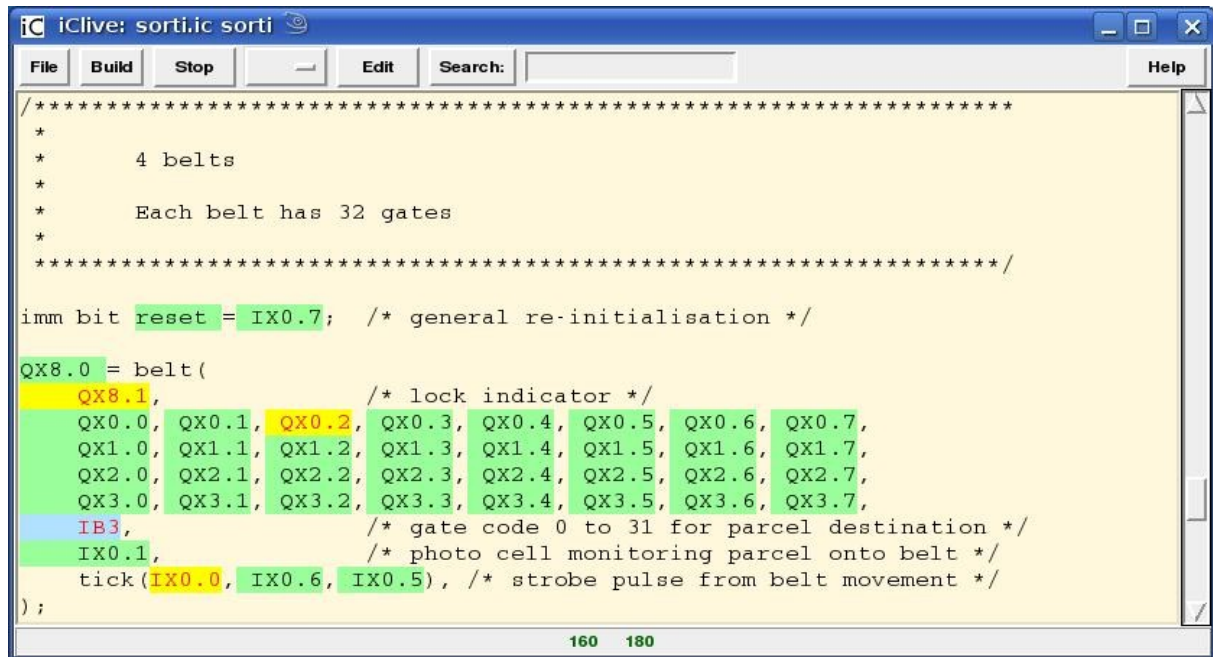 iC iClive: sorti.ic sorti
File Build Stop Edit Search: Help
/********************************************************************
*
* 4 belts
*
* Each belt has 32 gates
*
*******************************************************************/
imm bit reset = IX0.7; /* general re-initialisation */
QX8.0 = belt(
QX8.1, /* lock indicator */
QX0.0, QX0.1, QX0.2, QX0.3, QX0.4, QX0.5, QX0.6, QX0.7,
QX1.0, QX1.1, QX1.2, QX1.3, QX1.4, QX1.5, QX1.6, QX1.7,
QX2.0, QX2.1, QX2.2, QX2.3, QX2.4, QX2.5, QX2.6, QX2.7,
QX3.0, QX3.1, QX3.2, QX3.3, QX3.4, QX3.5, QX3.6, QX3.7,
IB3, /* gate code 0 to 31 for parcel destination */
IX0.1, /* photo cell monitoring parcel onto belt */
tick(IX0.0, IX0.6, IX0.5), /* strobe pulse from belt movement */
);
160 180